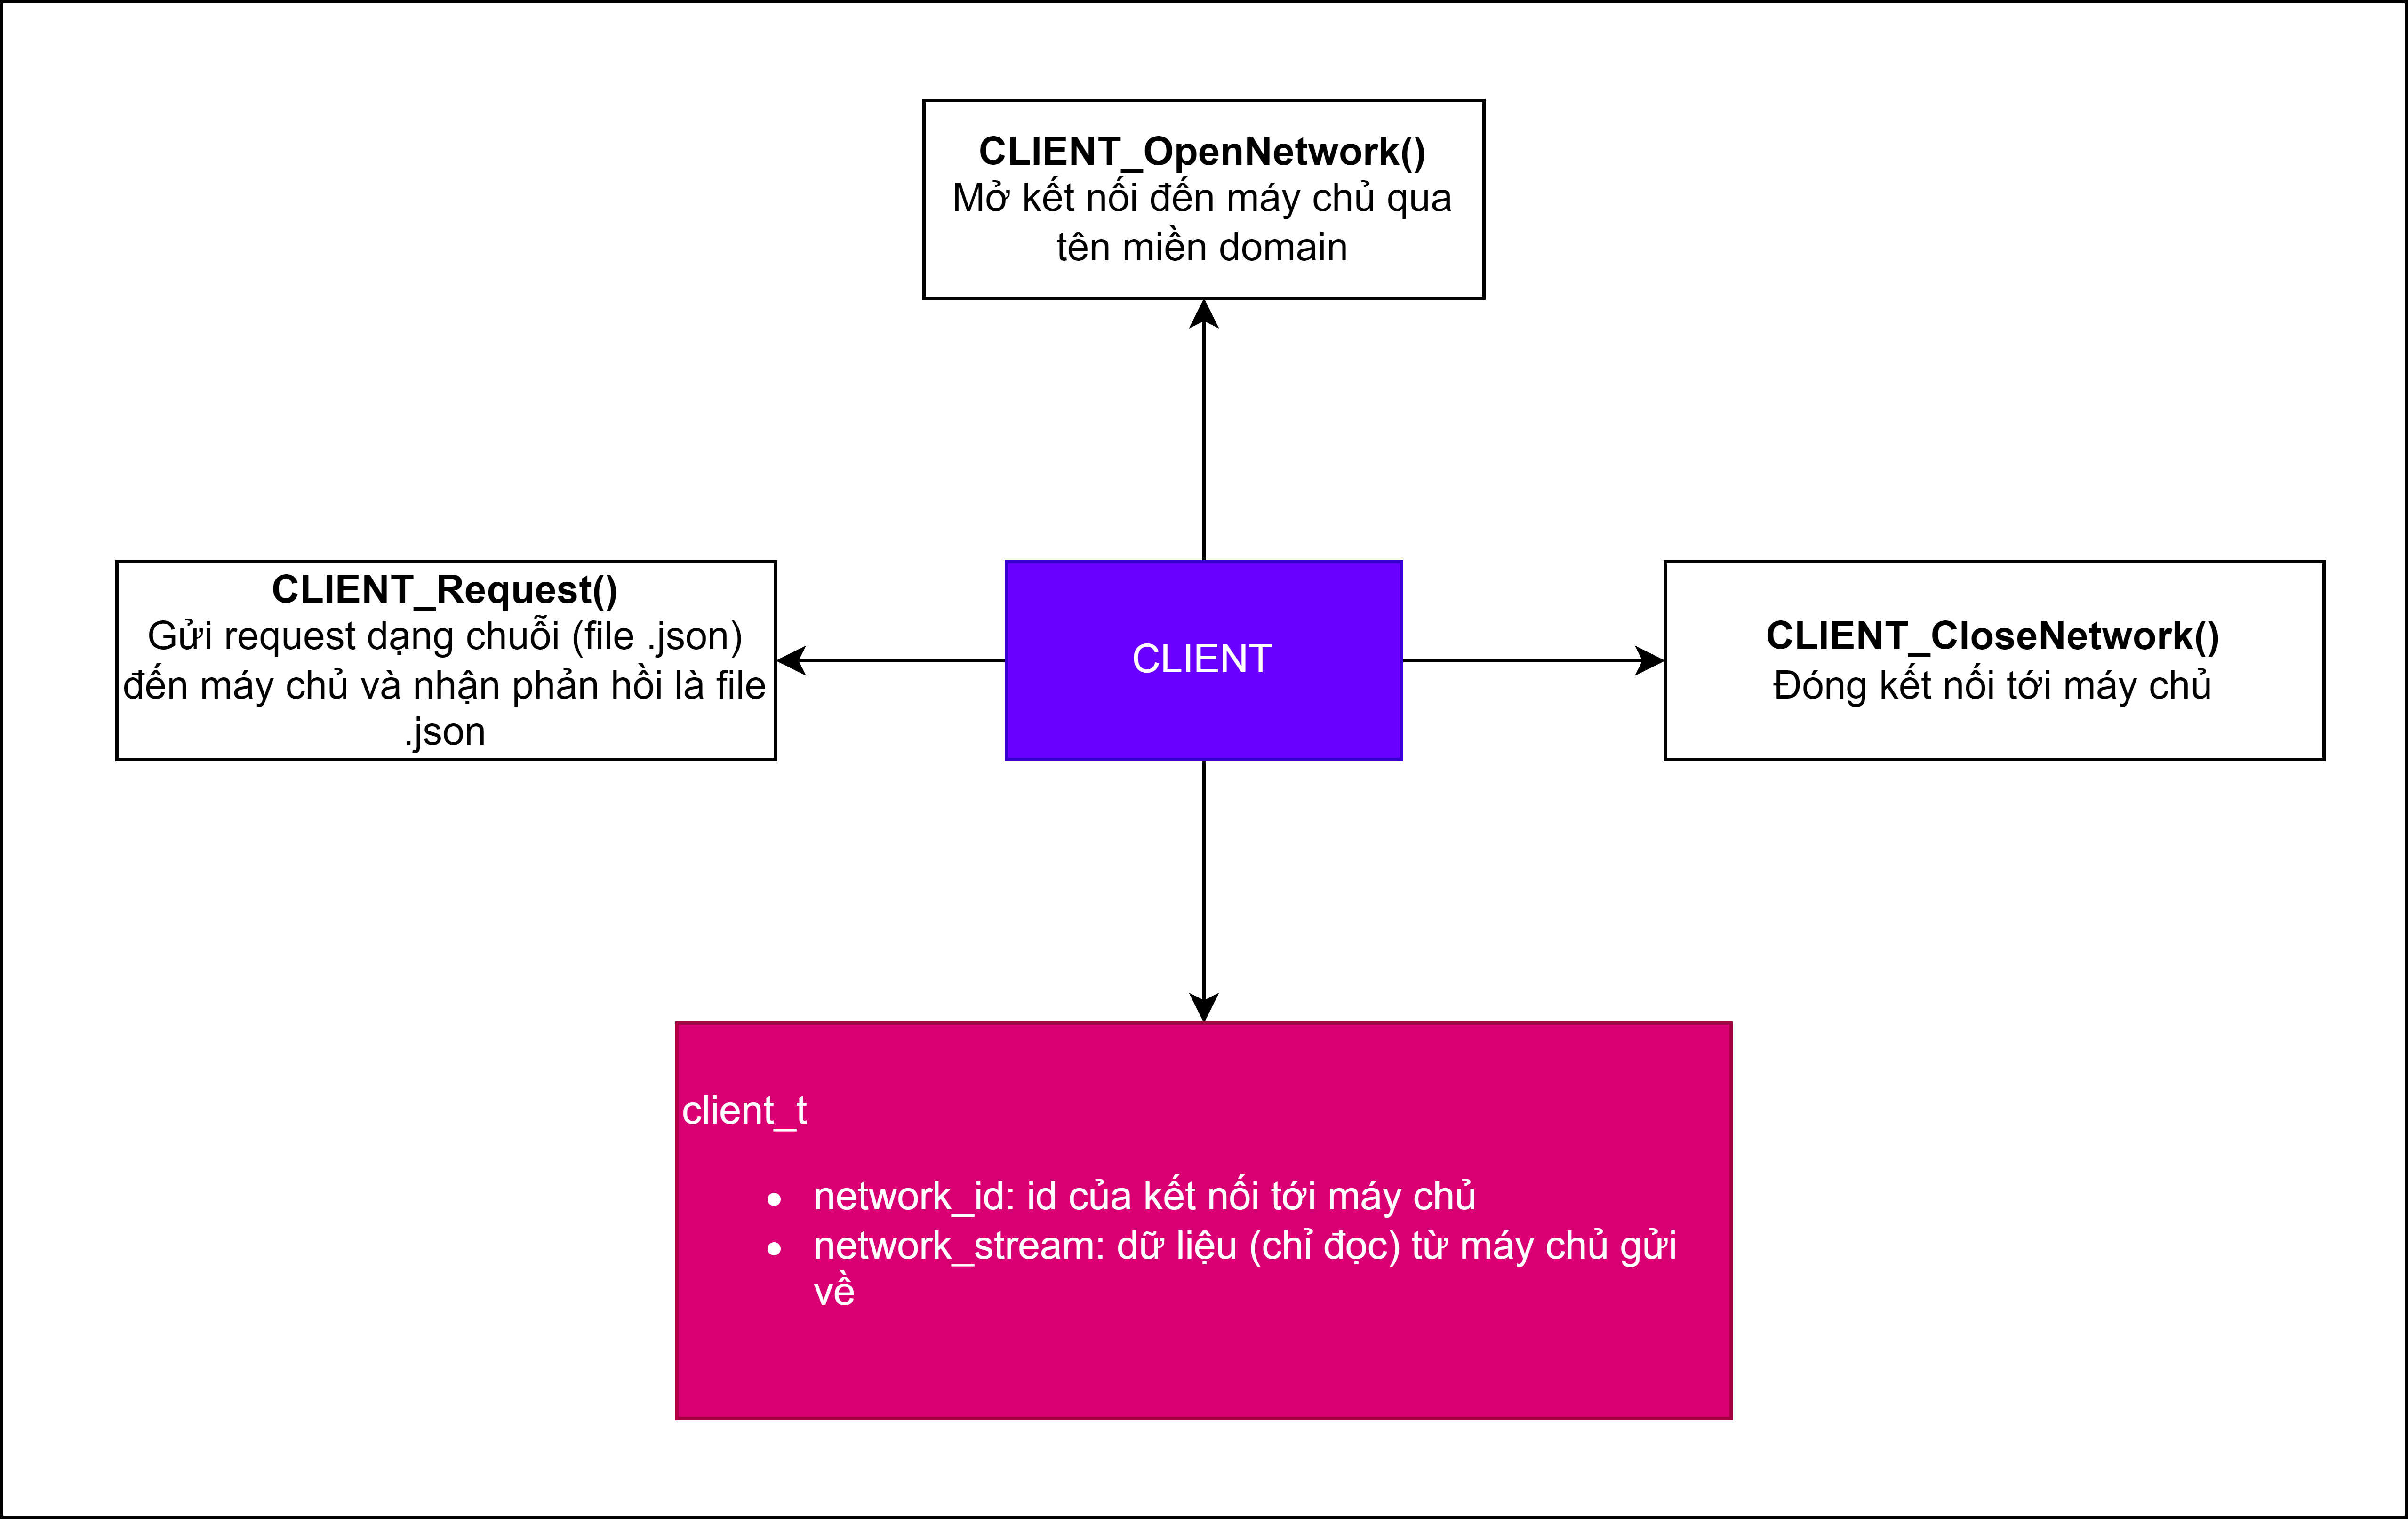 CLIENT_OpenNetwork()
Mở kết nối đến máy chủ qua
tên miền domain
CLIENT_Request()
Gửi request dạng chuỗi (file .json)
đến máy chủ và nhận phản hồi là file
.json
CLIENT
CLIENT_CloseNetwork()
Đóng kết nối tới máy chủ
client_t
network_id: id của kết nối tới máy chủ
network_stream: dữ liệu (chỉ đọc) từ máy chủ gửi
về